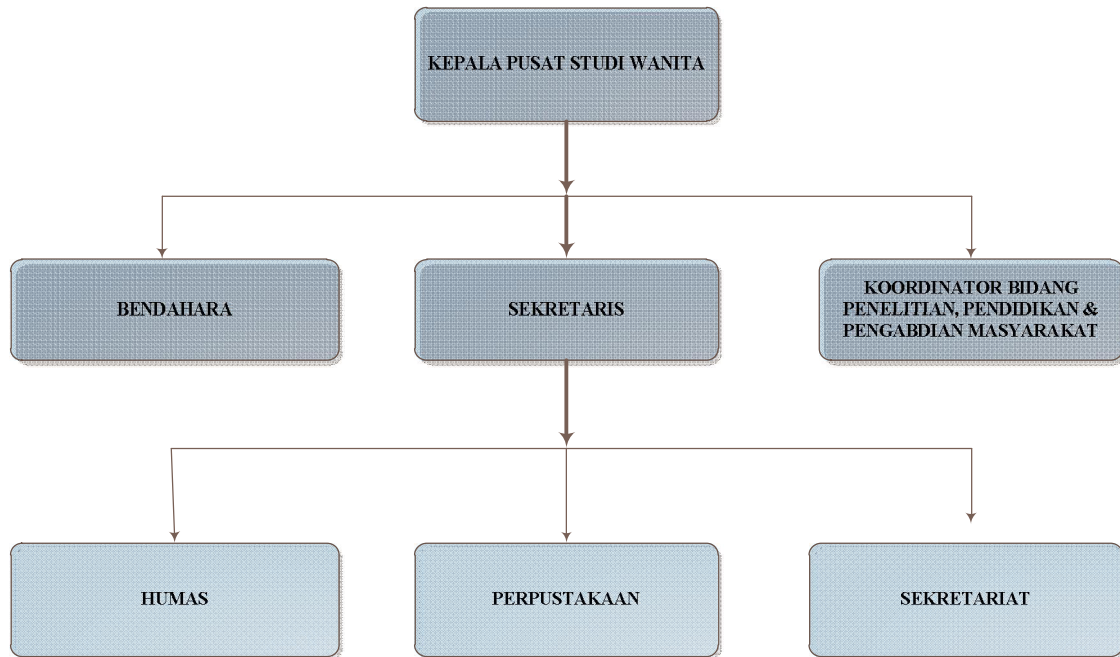 KEPALA PUSAT STUDI WANITA
BENDAHARA
SEKRETARIS
KOORDINATOR BIDANG
PENELITIAN, PENDIDIKAN &
PENGABDIAN MASYARAKAT
HUMAS
PERPUSTAKAAN
SEKRETARIAT